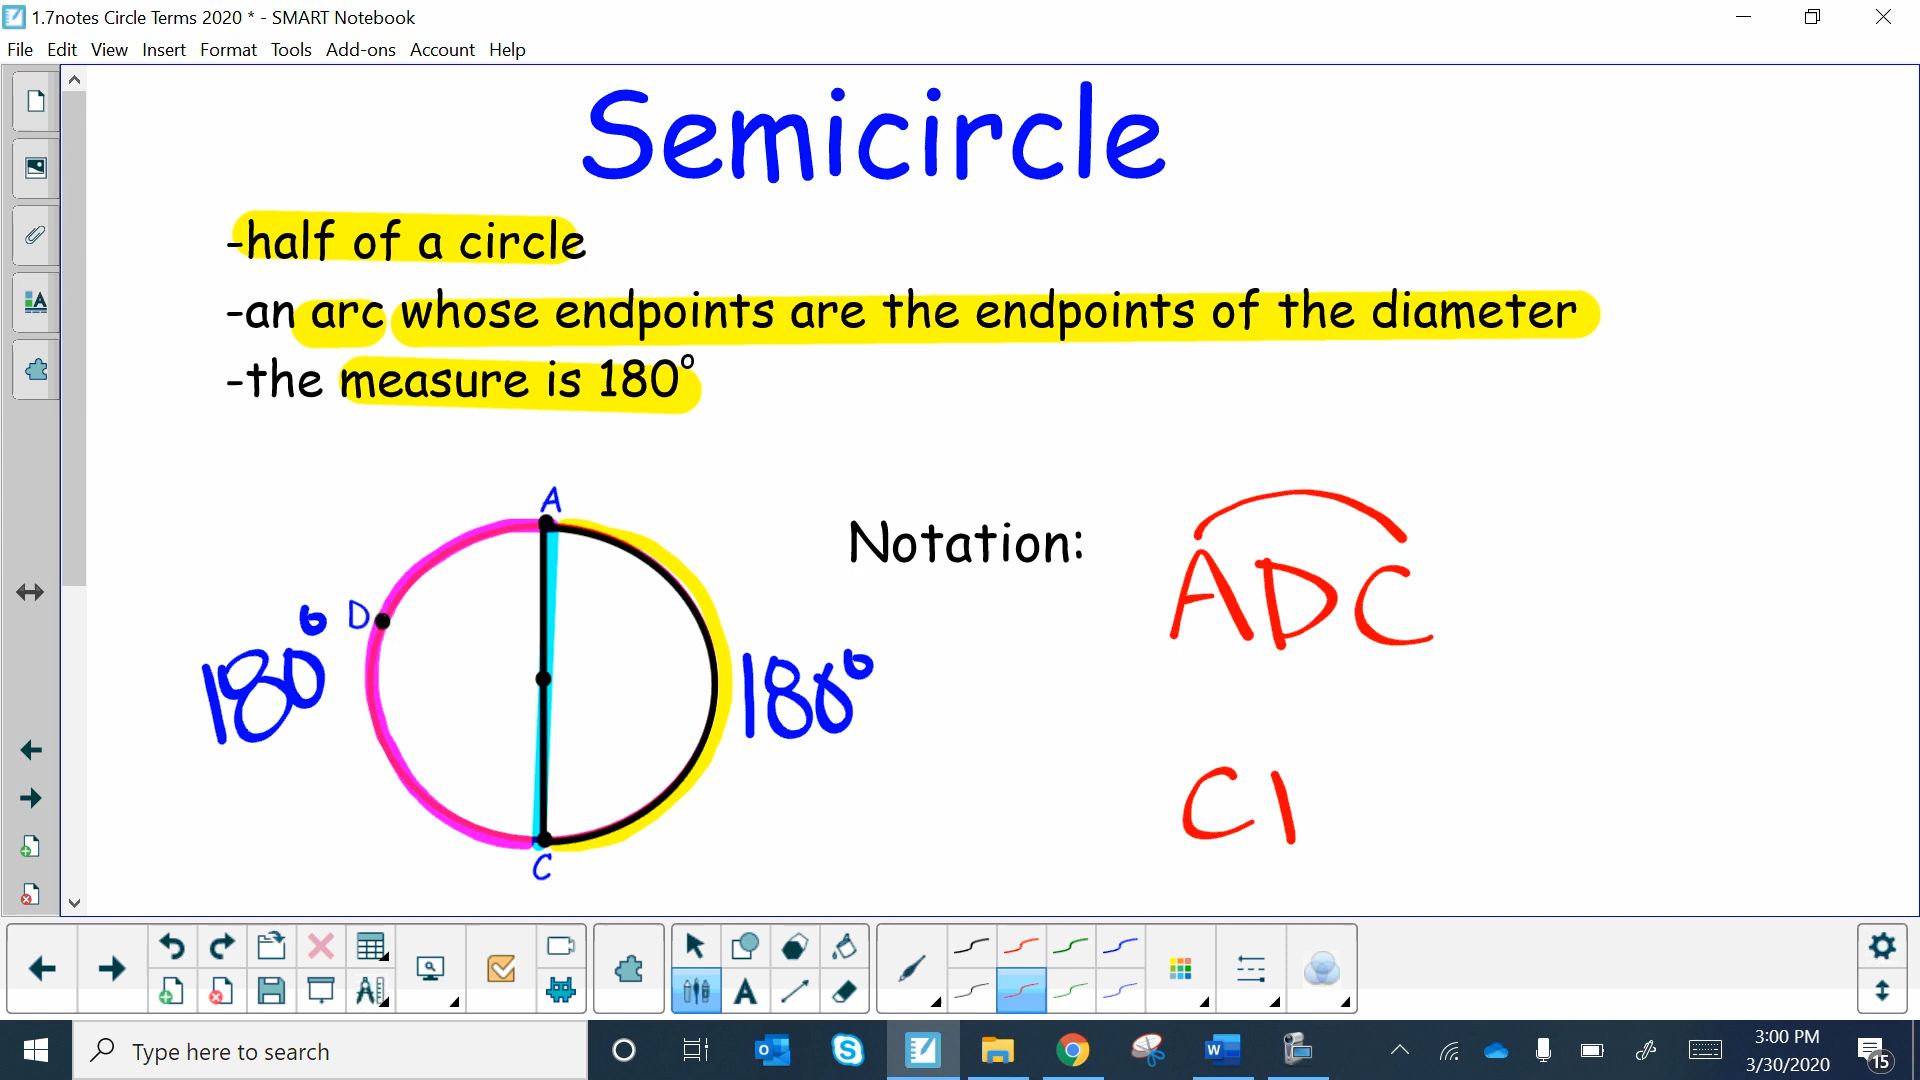 1.7notes Circle Terms 2020 * - SMART Notebook
File Edit View Insert Format Tools Add-ons Account Help
Semicircle
-half of a circle
-an arc whose endpoints are the endpoints of the diameter
-the measure is 180°
A
Notation:
ADC
D
180°
180°
C
Type here to search
3:00 PM
3/30/2020
15